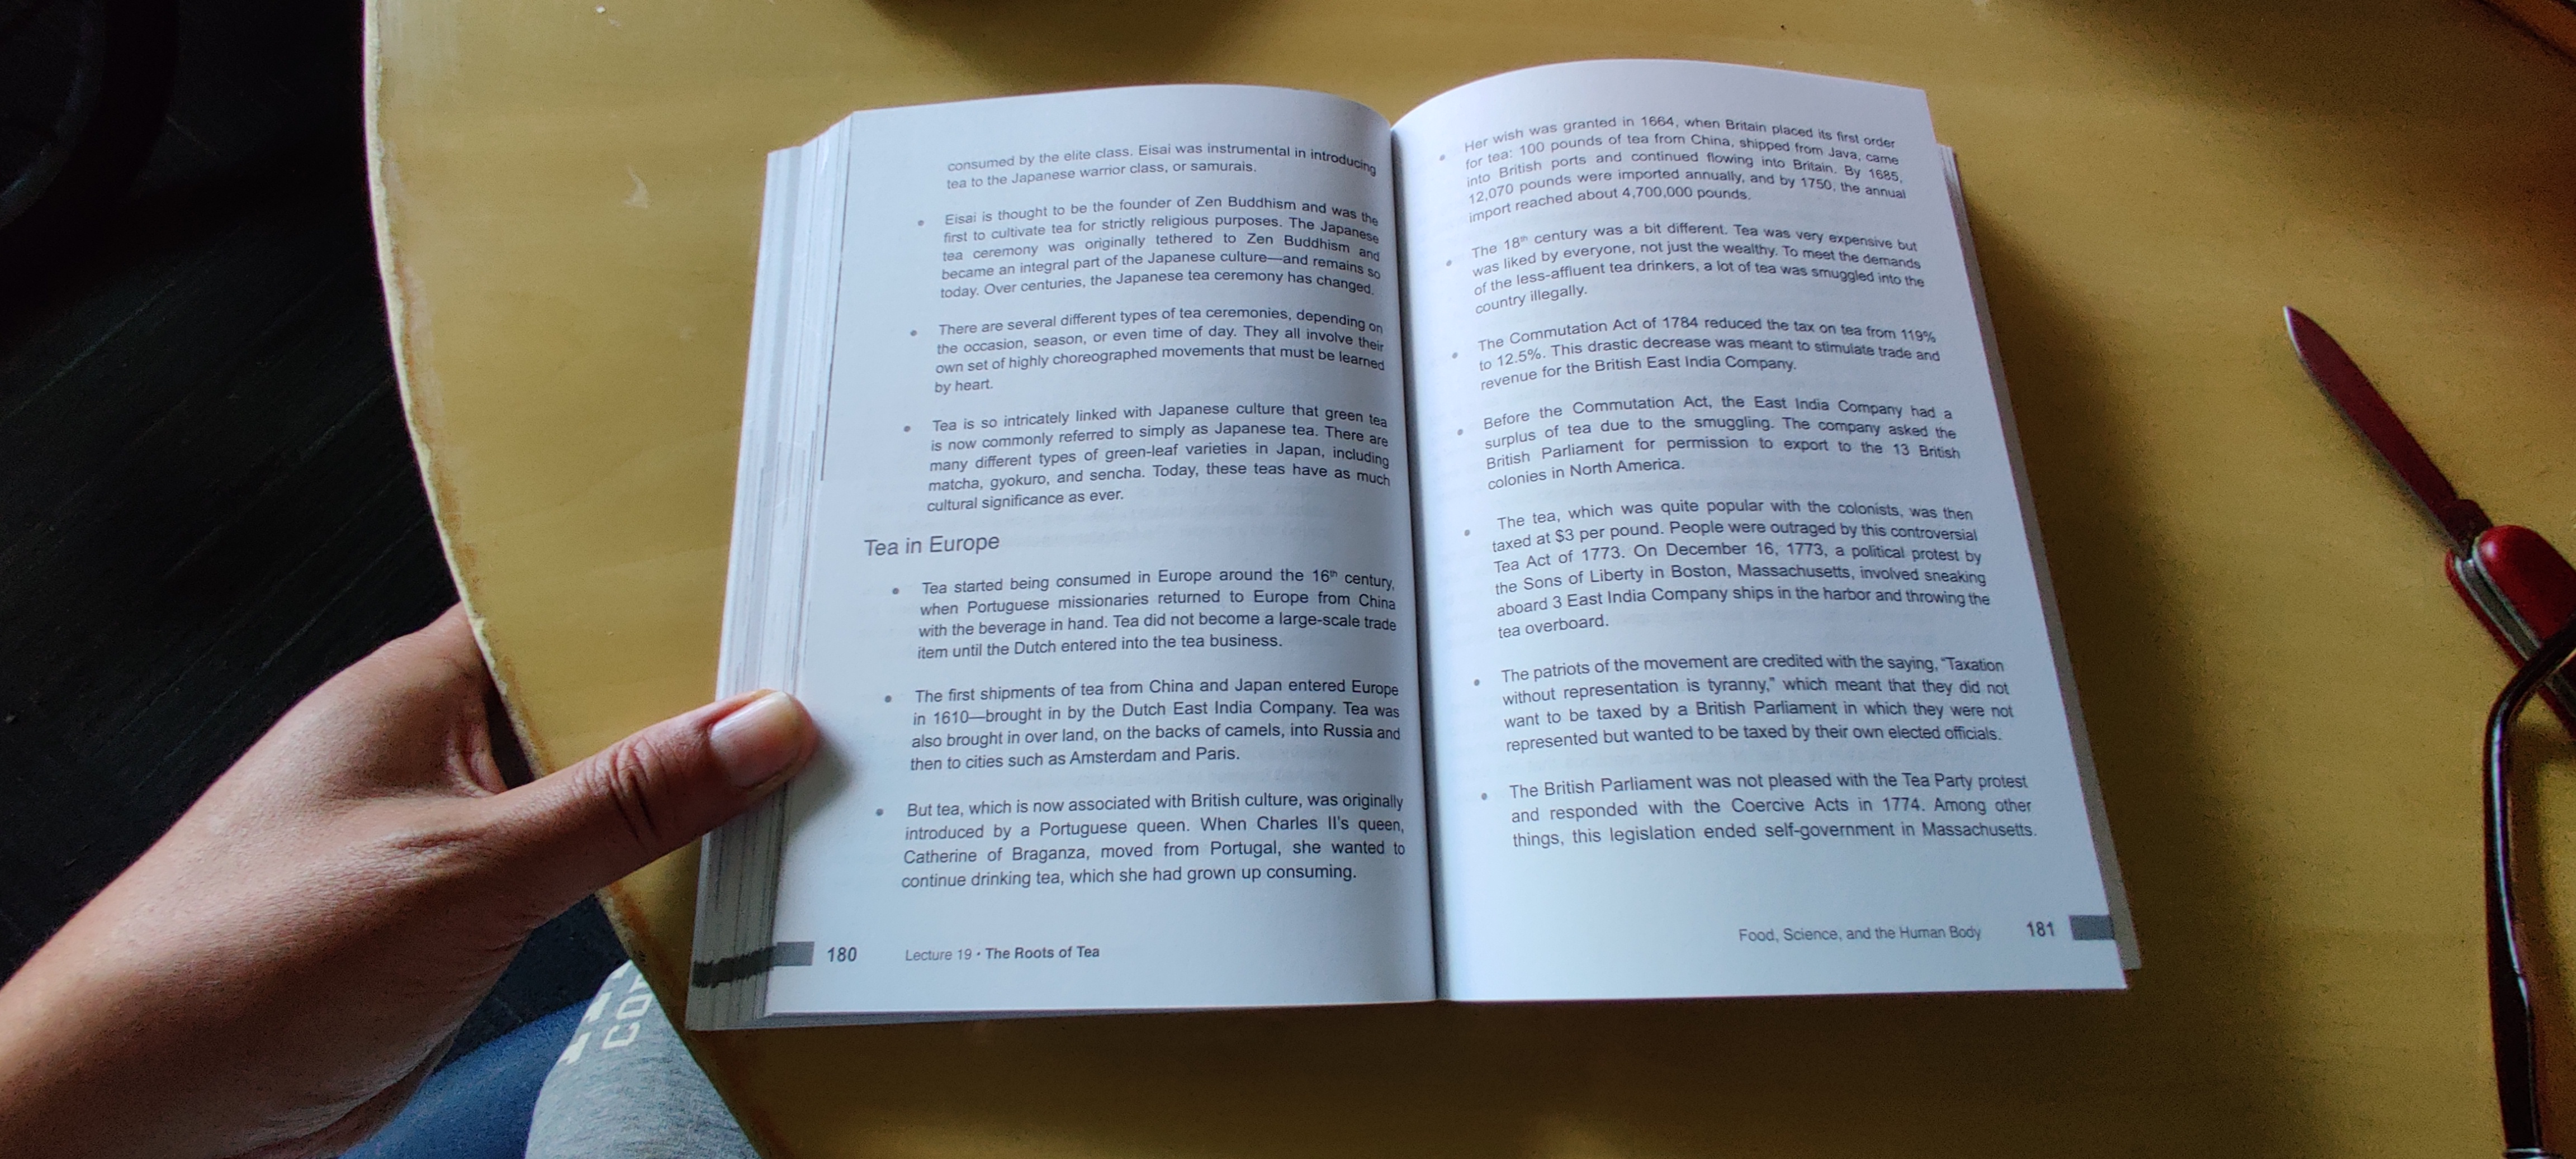 consumed by the elite class. Eisai was instrumental in introducing
tea to the Japanese warrior class, or samurais.
• Eisai is thought to be the founder of Zen Buddhism and was the
first to cultivate tea for strictly religious purposes. The Japanese
tea ceremony was originally tethered to Zen Buddhism and
became an integral part of the Japanese culture—and remains so
today. Over centuries, the Japanese tea ceremony has changed.
• There are several different types of tea ceremonies, depending on
the occasion, season, or even time of day. They all involve their
own set of highly choreographed movements that must be learned
by heart.
• Tea is so intricately linked with Japanese culture that green tea
is now commonly referred to simply as Japanese tea. There are
many different types of green-leaf varieties in Japan, including
matcha, gyokuro, and sencha. Today, these teas have as much
cultural significance as ever.
Tea in Europe
• Tea started being consumed in Europe around the 16th century,
when Portuguese missionaries returned to Europe from China
with the beverage in hand. Tea did not become a large-scale trade
item until the Dutch entered into the tea business.
• The first shipments of tea from China and Japan entered Europe
in 1610—brought in by the Dutch East India Company. Tea was
also brought in over land, on the backs of camels, into Russia and
then to cities such as Amsterdam and Paris.
• But tea, which is now associated with British culture, was originally
introduced by a Portuguese queen. When Charles II's queen,
Catherine of Braganza, moved from Portugal, she wanted to
continue drinking tea, which she had grown up consuming.
180 Lecture 19 • The Roots of Tea
• Her wish was granted in 1664, when Britain placed its first order
for tea: 100 pounds of tea from China, shipped from Java, came
into British ports and continued flowing into Britain. By 1685,
12,070 pounds were imported annually, and by 1750, the annual
import reached about 4,700,000 pounds.
• The 18th century was a bit different. Tea was very expensive but
was liked by everyone, not just the wealthy. To meet the demands
of the less-affluent tea drinkers, a lot of tea was smuggled into the
country illegally.
• The Commutation Act of 1784 reduced the tax on tea from 119%
to 12.5%. This drastic decrease was meant to stimulate trade and
revenue for the British East India Company.
• Before the Commutation Act, the East India Company had a
surplus of tea due to the smuggling. The company asked the
British Parliament for permission to export to the 13 British
colonies in North America.
• The tea, which was quite popular with the colonists, was then
taxed at $3 per pound. People were outraged by this controversial
Tea Act of 1773. On December 16, 1773, a political protest by
the Sons of Liberty in Boston, Massachusetts, involved sneaking
aboard 3 East India Company ships in the harbor and throwing the
tea overboard.
• The patriots of the movement are credited with the saying, "Taxation
without representation is tyranny," which meant that they did not
want to be taxed by a British Parliament in which they were not
represented but wanted to be taxed by their own elected officials.
• The British Parliament was not pleased with the Tea Party protest
and responded with the Coercive Acts in 1774. Among other
things, this legislation ended self-government in Massachusetts.
Food, Science, and the Human Body 181